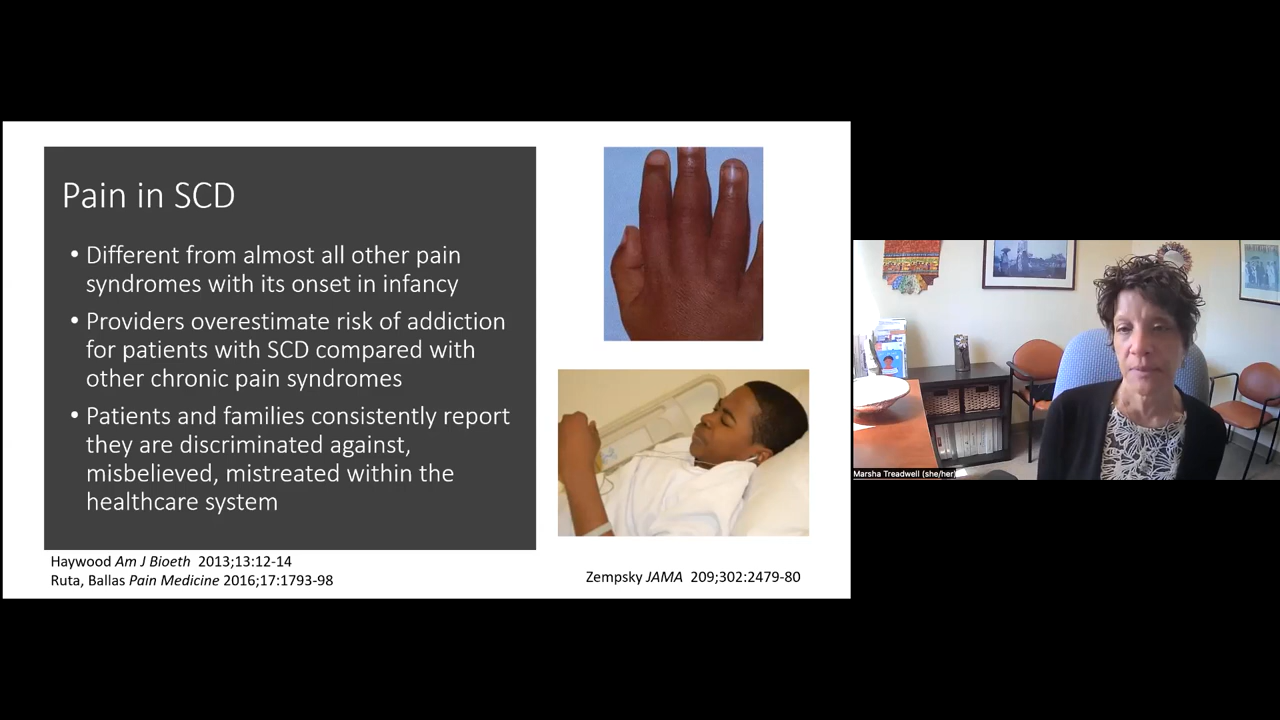 Pain in SCD
• Different from almost all other pain
syndromes with its onset in infancy
• Providers overestimate risk of addiction
for patients with SCD compared with
other chronic pain syndromes
• Patients and families consistently report
they are discriminated against,
misbelieved, mistreated within the
healthcare system
Haywood Am J Bioeth 2013;13:12-14
Ruta, Ballas Pain Medicine 2016;17:1793-98
Zempsky JAMA 209;302:2479-80
Marsha Treadwell (she/her)